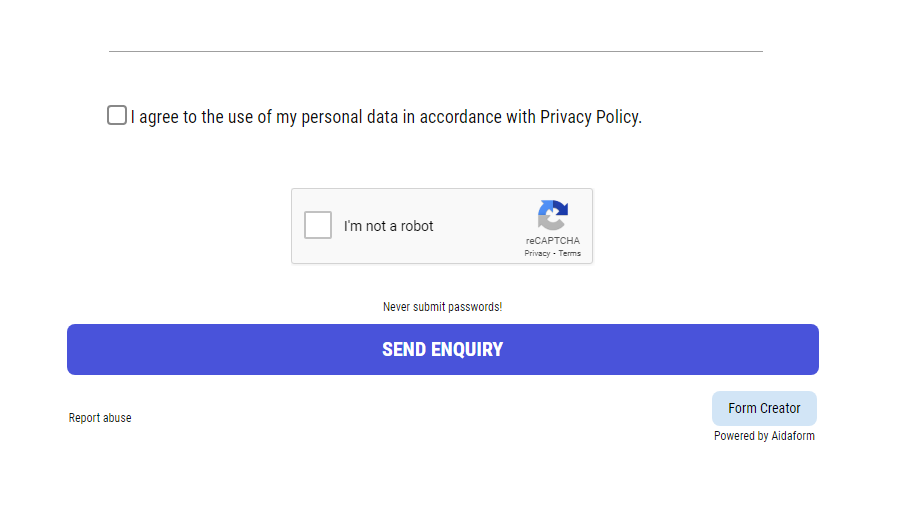 I agree to the use of my personal data in accordance with Privacy Policy.
I'm not a robot
reCAPTCHA
Privacy - Terms
Never submit passwords!
SEND ENQUIRY
Form Creator
Report abuse
Powered by Aidaform